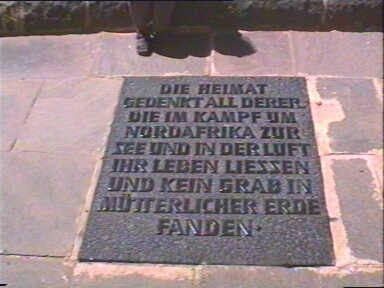 DIE HEIMAT
GEDENKT ALL DERER·
DIE IM KAMPF UM
NORDAFRIKA ZUR
SEE UND IN DER LUFT
IHR LEBEN LIESSEN
UND KEIN GRAB IN
MÜTTERLICHER ERDE
FANDEN·